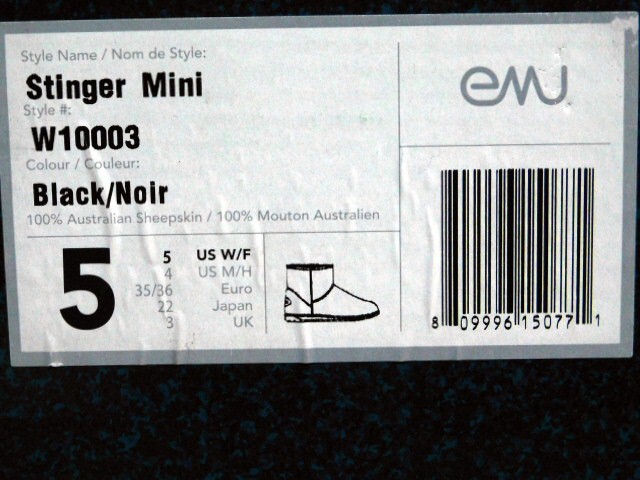 Style Name / Nom de Style:
Stinger Mini
Style #:
W10003
Colour / Couleur:
Black/Noir
100% Australian Sheepskin / 100% Mouton Australien
5
5 US W/F
4 US M/H
35/36 Euro
22 Japan
3 UK
emu
8 09996 15077 1